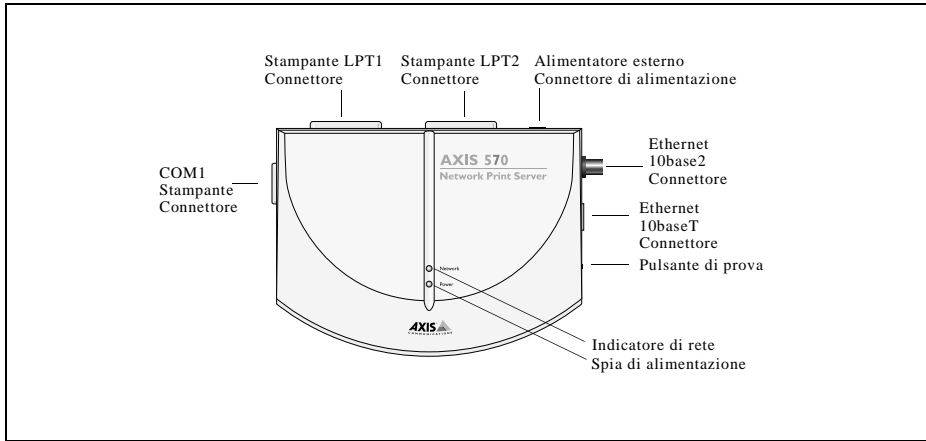 Stampante LPT1
Connettore
Stampante LPT2
Connettore
Alimentatore esterno
Connettore di alimentazione
COM1
Stampante
Connettore
AXIS 570
Network Print Server
Ethernet
10base2
Connettore
Ethernet
10baseT
Connettore
Pulsante di prova
Network
Power
AXIS
COMMUNICATIONS
Indicatore di rete
Spia di alimentazione